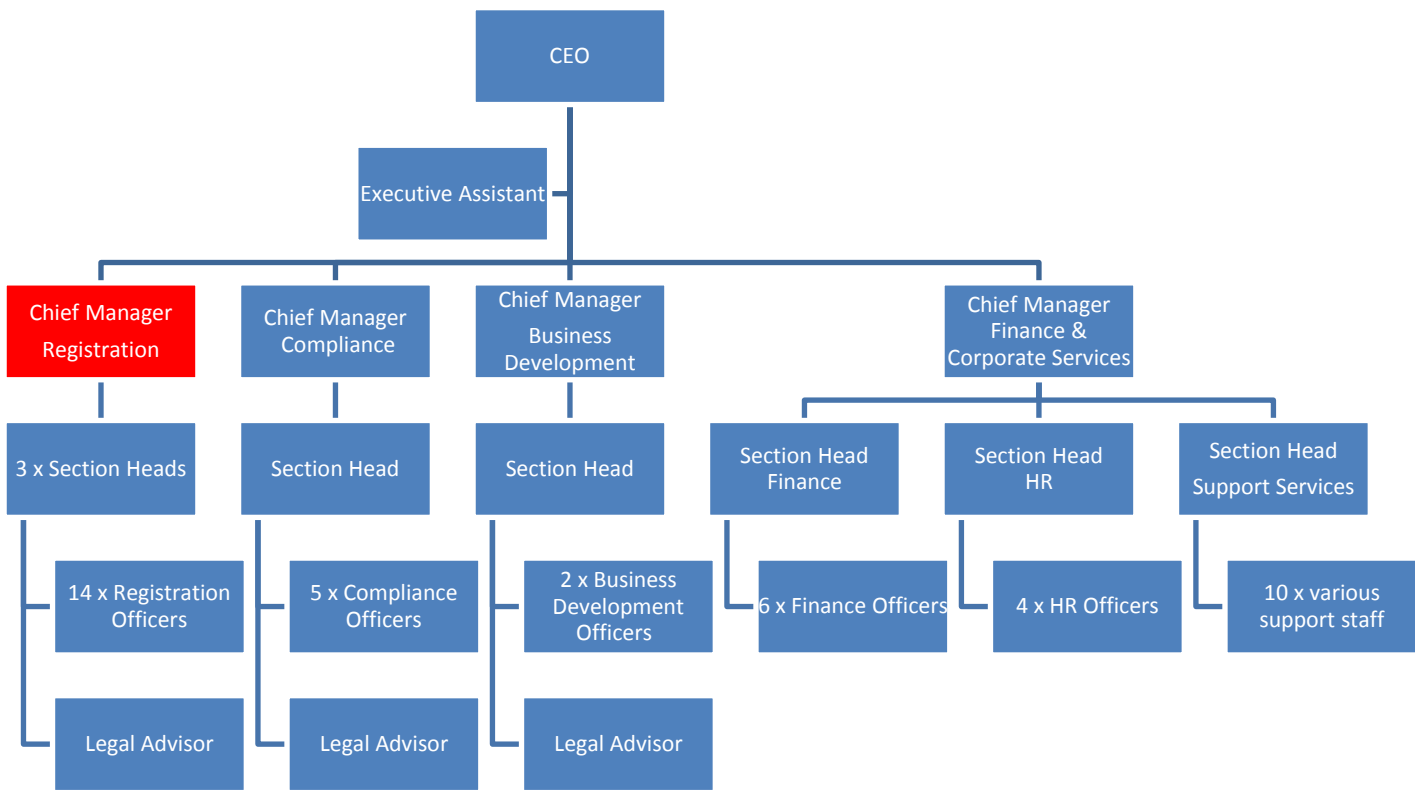 CEO
Executive Assistant
Chief Manager
Registration
Chief Manager
Compliance
Chief Manager
Business
Development
Chief Manager
Finance &
Corporate Services
3 x Section Heads
Section Head
Section Head
Section Head
Finance
Section Head
HR
Section Head
Support Services
14 x Registration
Officers
5 x Compliance
Officers
2 x Business
Development
Officers
6 x Finance Officers
4 x HR Officers
10 x various
support staff
Legal Advisor
Legal Advisor
Legal Advisor